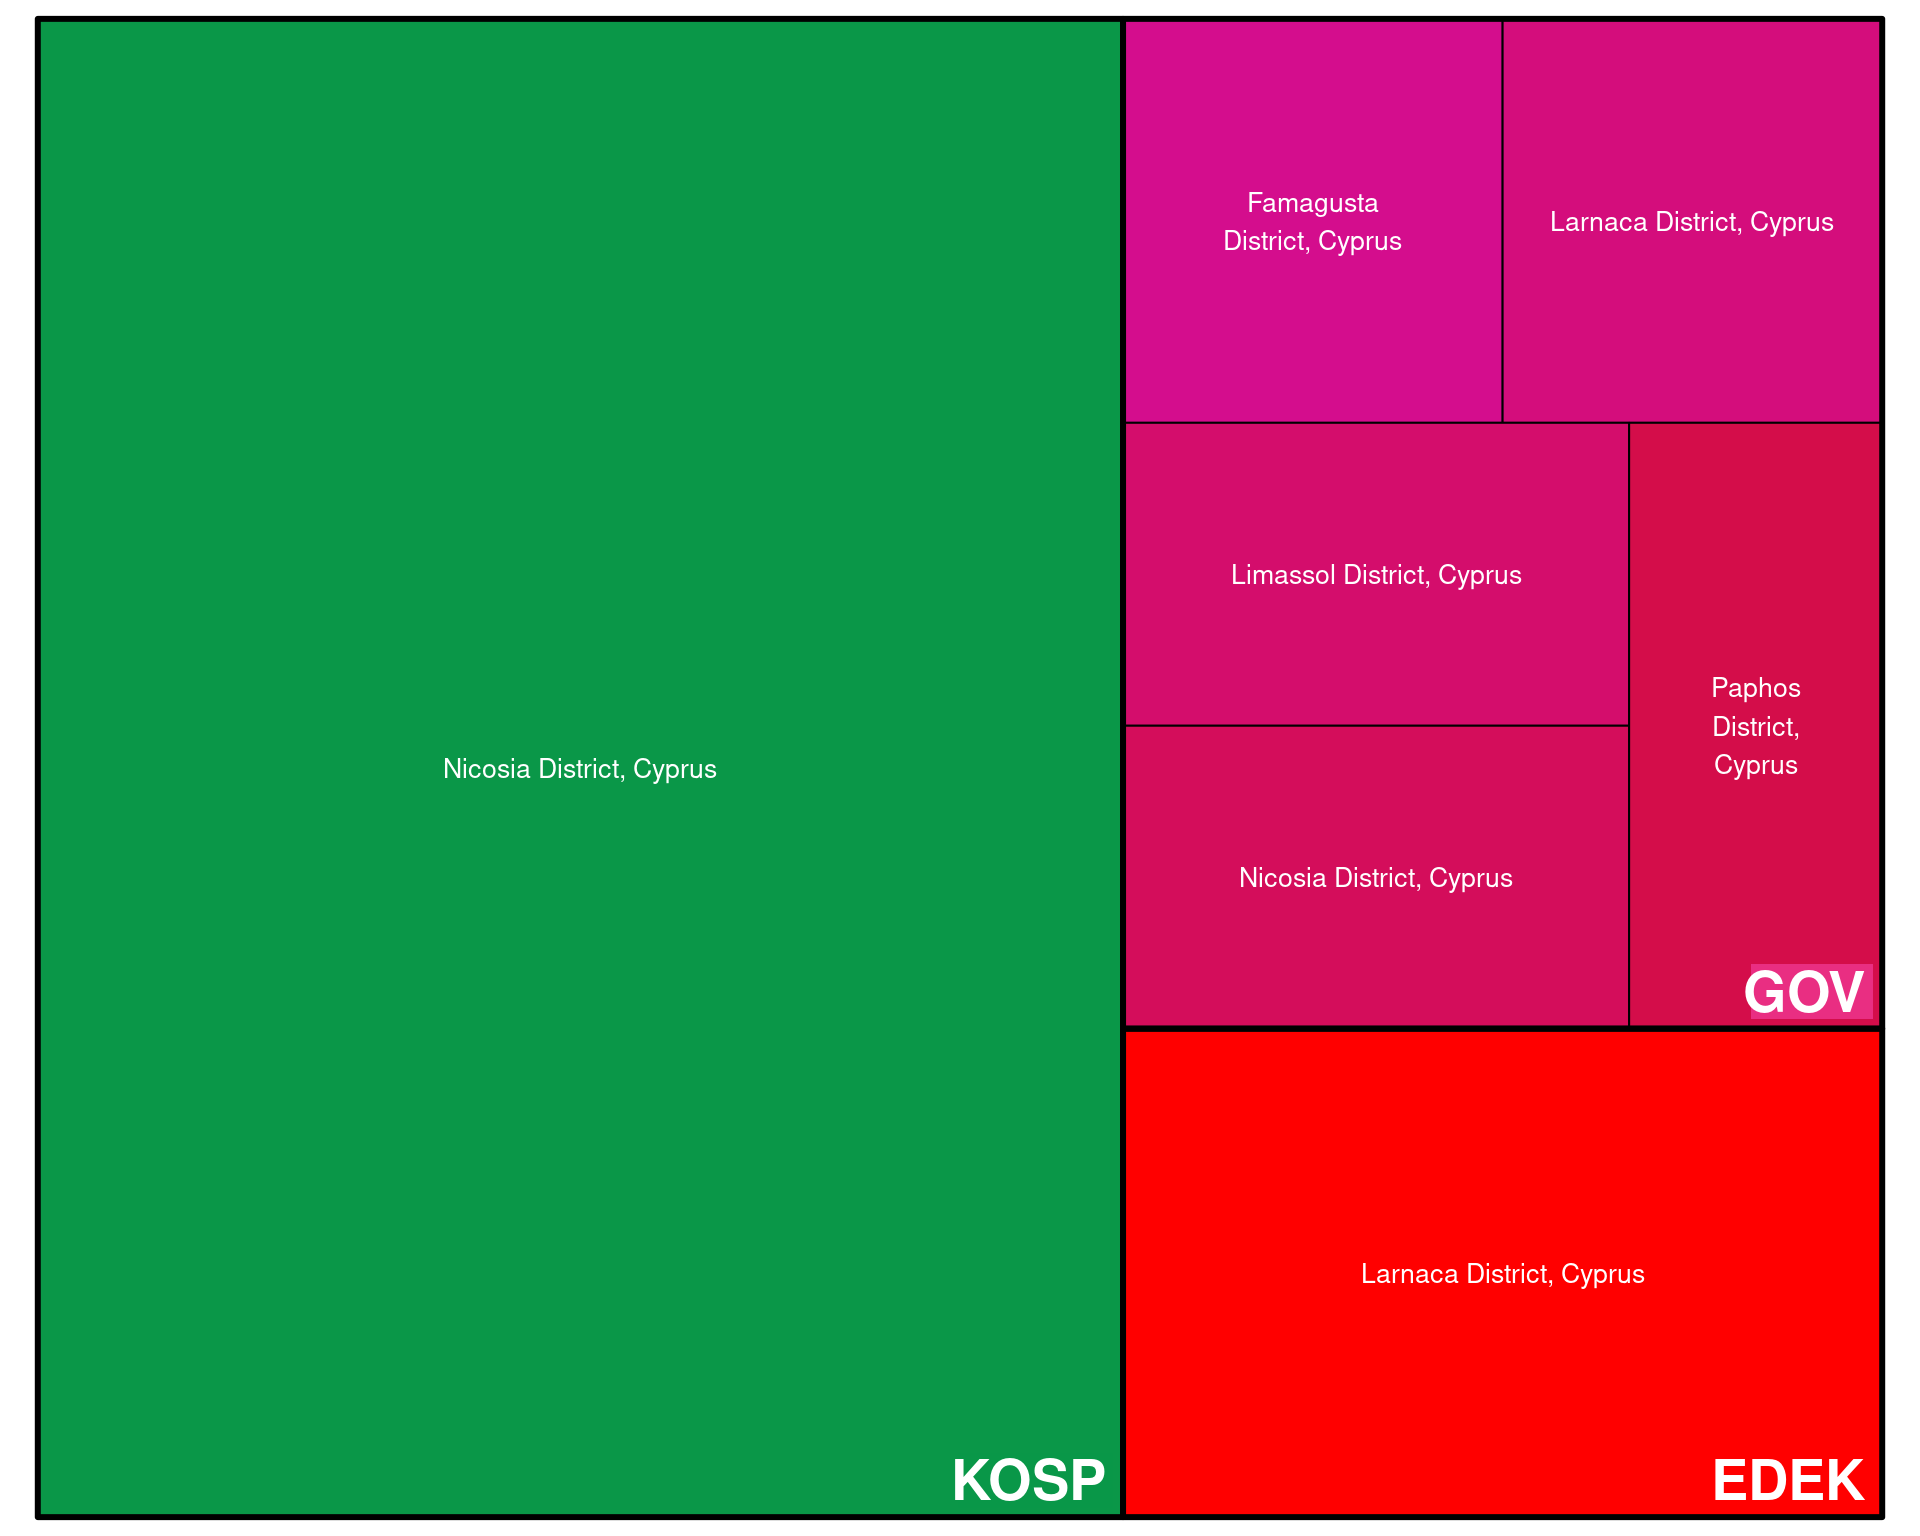 Nicosia District, Cyprus
KOSP
Famagusta
District, Cyprus
Larnaca District, Cyprus
Limassol District, Cyprus
Nicosia District, Cyprus
Paphos
District,
Cyprus
GOV
Larnaca District, Cyprus
EDEK